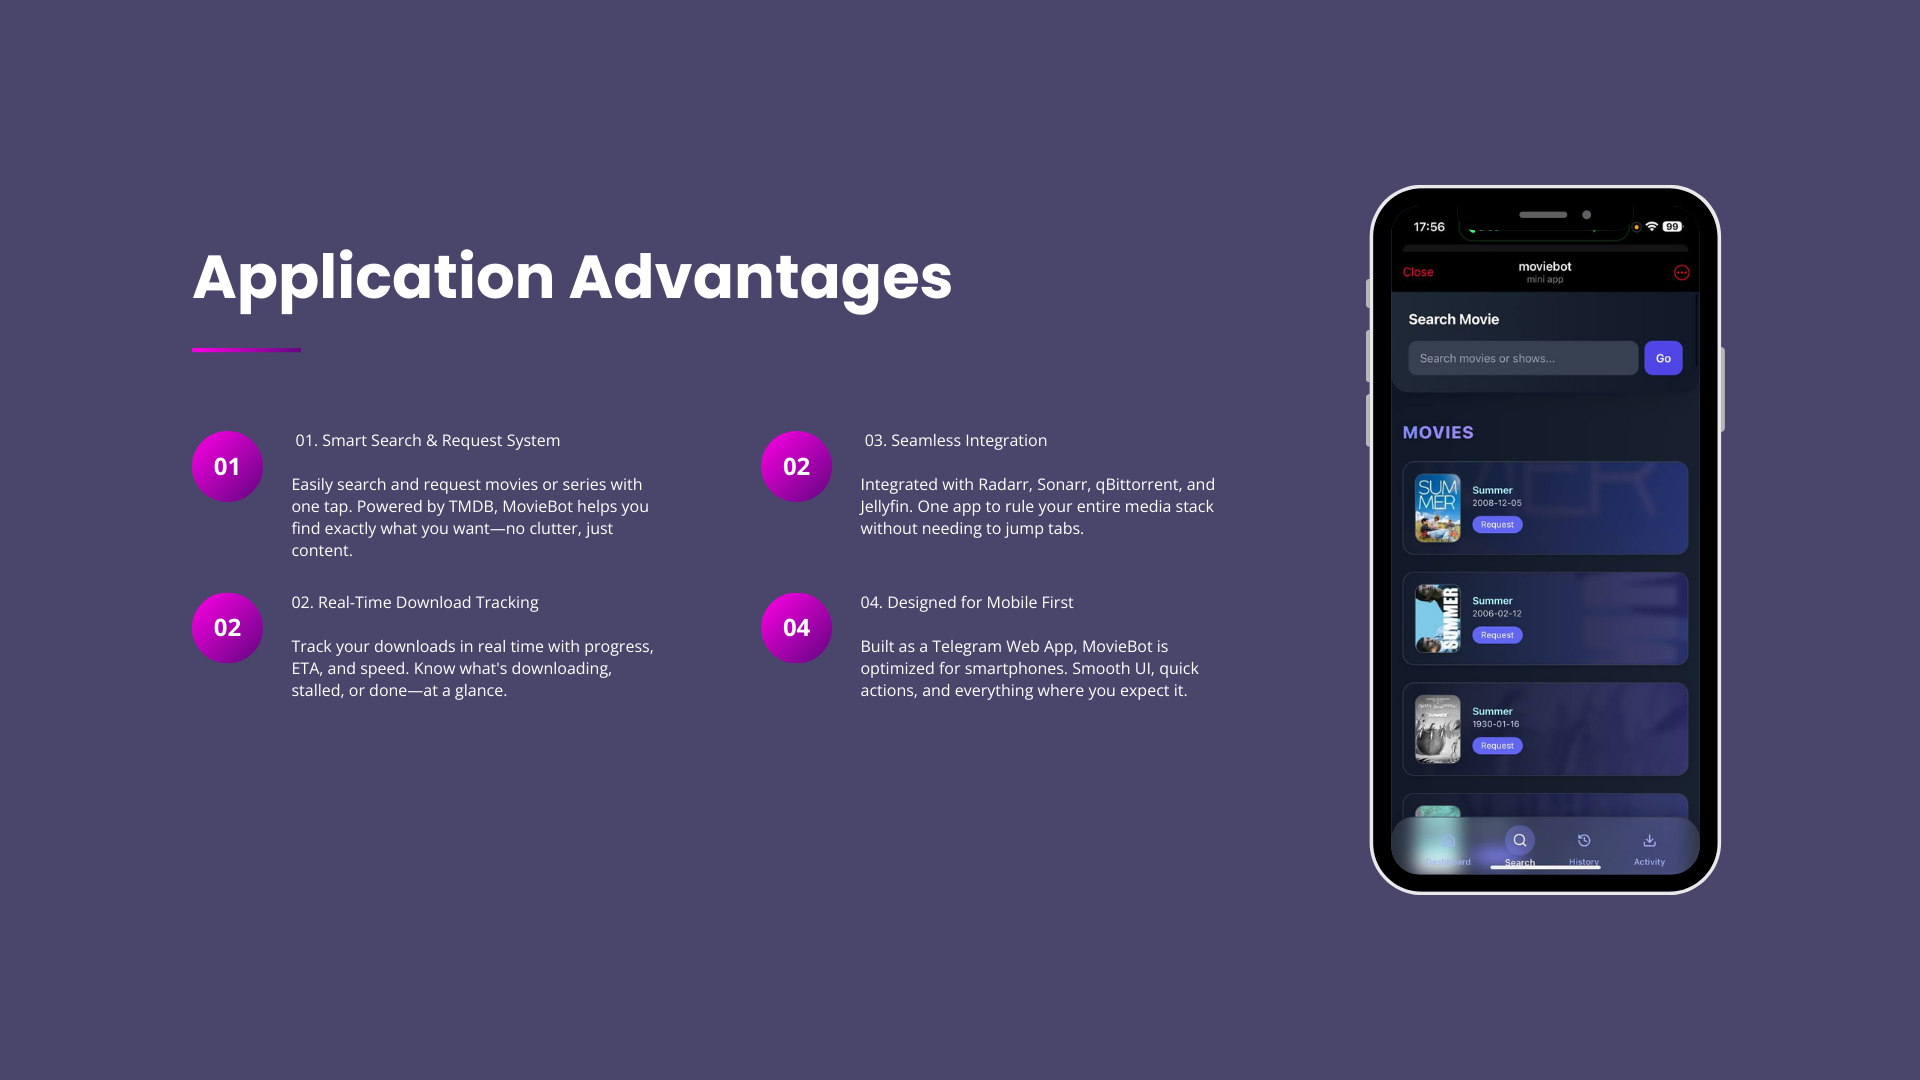 Application Advantages
01
01. Smart Search & Request System
Easily search and request movies or series with
one tap. Powered by TMDB, MovieBot helps you
find exactly what you want—no clutter, just
content.
02
02. Real-Time Download Tracking
Track your downloads in real time with progress,
ETA, and speed. Know what's downloading,
stalled, or done—at a glance.
02
03. Seamless Integration
Integrated with Radarr, Sonarr, qBittorrent, and
Jellyfin. One app to rule your entire media stack
without needing to jump tabs.
04
04. Designed for Mobile First
Built as a Telegram Web App, MovieBot is
optimized for smartphones. Smooth UI, quick
actions, and everything where you expect it.
17:56
99
Close
moviebot
mini app
Search Movie
Search movies or shows...
Go
MOVIES
SUM
MER
Summer
2008-12-05
Request
SUMMER
Summer
2006-02-12
Request
Summer
1930-01-16
Request
Dashboard
Search
History
Activity